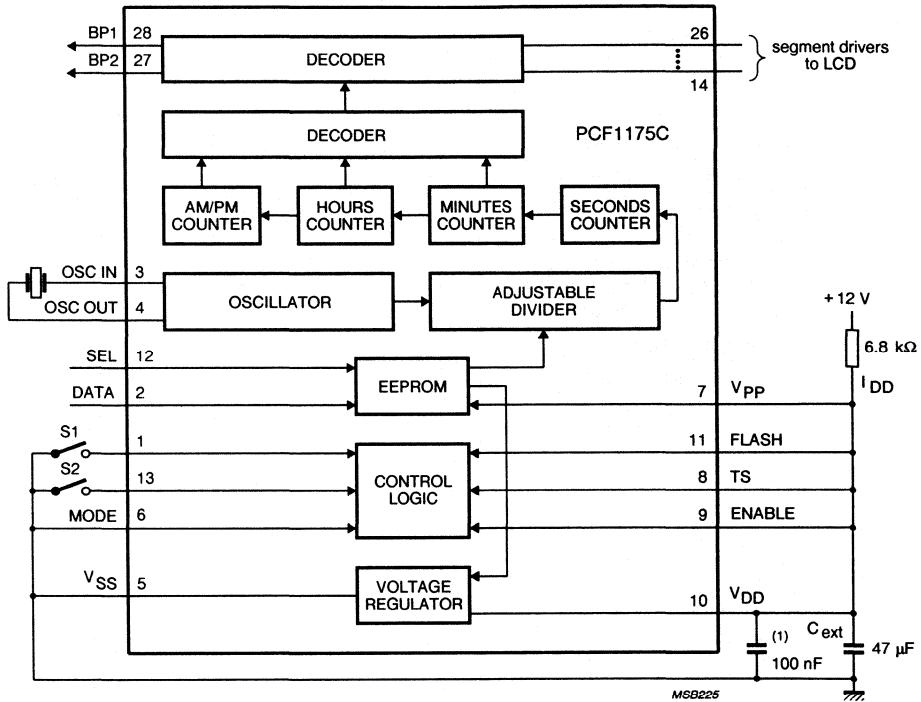 BP1 28
BP2 27
DECODER
26
14
segment drivers
to LCD
DECODER
PCF1175C
AM/PM
COUNTER
HOURS
COUNTER
MINUTES
COUNTER
SECONDS
COUNTER
OSC IN 3
OSC OUT 4
OSCILLATOR
ADJUSTABLE
DIVIDER
+ 12 V
6.8 kΩ
I DD
SEL 12
DATA 2
EEPROM
7 V PP
S1 1
S2 13
MODE 6
CONTROL
LOGIC
11 FLASH
8 TS
9 ENABLE
V SS 5
VOLTAGE
REGULATOR
10 V DD
(1)
100 nF
C ext
47 μF
MSB225